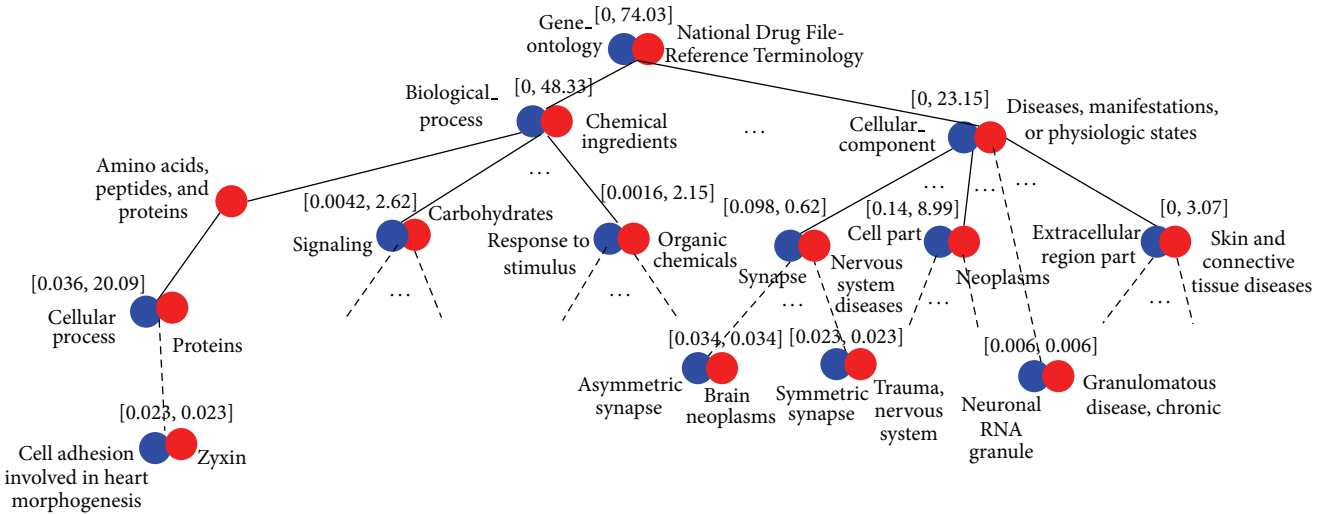 [0, 74.03]
Gene_
ontology
National Drug File-
Reference Terminology
[0, 48.33]
Biological_
process
Chemical
ingredients
...
[0, 23.15]
Cellular_
component
Diseases, manifestations,
or physiologic states
Amino acids,
peptides, and
proteins
...
[0.0042, 2.62]
Signaling
Carbohydrates
...
[0.0016, 2.15]
Response to
stimulus
Organic
chemicals
...
...
...
...
[0.098, 0.62]
Synapse
Nervous
system
diseases
...
[0.14, 8.99]
Cell part
Neoplasms
...
[0, 3.07]
Extracellular
region part
Skin and
connective
tissue diseases
...
[0.036, 20.09]
Cellular
process
Proteins
[0.034, 0.034]
Asymmetric
synapse
Brain
neoplasms
[0.023, 0.023]
Symmetric
synapse
Trauma,
nervous
system
[0.006, 0.006]
Neuronal
RNA
granule
Granulomatous
disease, chronic
[0.023, 0.023]
Cell adhesion
involved in heart
morphogenesis
Zyxin